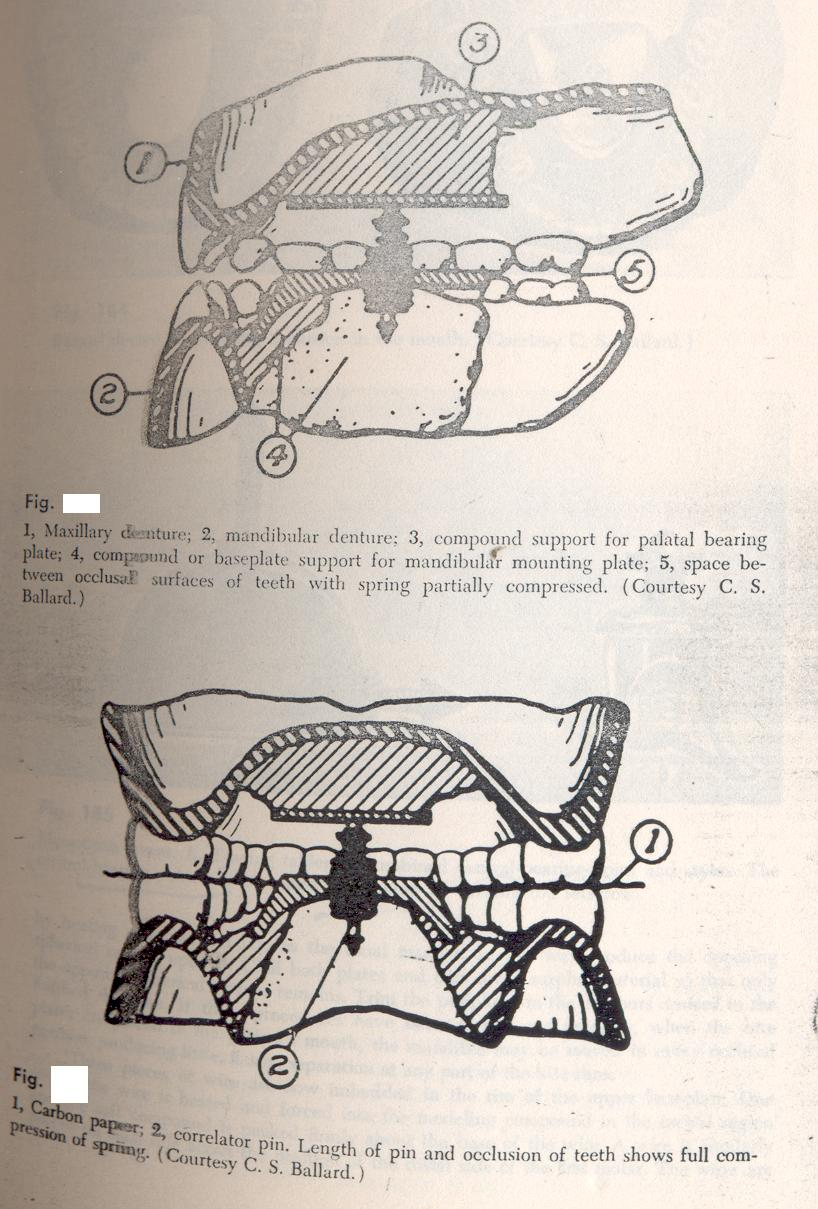 3
1
5
2
4
Fig.
1, Maxillary denture; 2, mandibular denture; 3, compound support for palatal bearing
plate; 4, compound or baseplate support for mandibular mounting plate; 5, space be-
tween occlusal surfaces of teeth with spring partially compressed. (Courtesy C. S.
Ballard.)
1
2
Fig.
1, Carbon paper; 2, correlator pin. Length of pin and occlusion of teeth shows full com-
pression of spring. (Courtesy C. S. Ballard.)